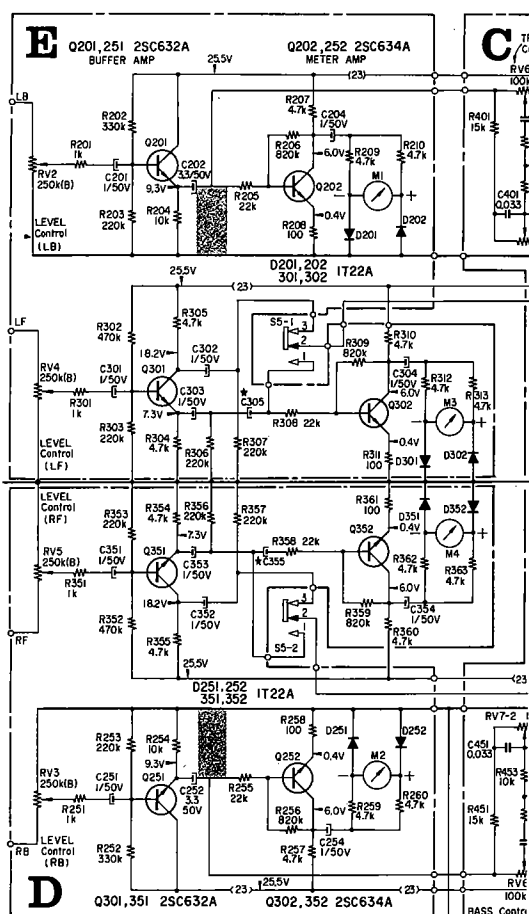 E
C
Q201,251 2SC632A
BUFFER AMP
Q202,252 2SC634A
METER AMP
25.5V
(23)
RV6
100k
LB
R202
330k
R207
4.7k
C204
1/50V
R401
15k
R201
1k
Q201
C202
3.3/50V
R206
820k
6.0V
R209
4.7k
R210
4.7k
RV2
250k(B)
C201
1/50V
9.3V
R205
22k
Q202
M1
C401
0.033
0.4V
R203
220k
R204
10k
R208
100
D201
D202
LEVEL
Control
(LB)
D201,202
301,302
1T22A
25.5V
(23)
LF
R302
470k
R305
4.7k
S5-1
3
2
1
R310
4.7k
18.2V
C302
1/50V
R309
820k
C304
1/50V
RV4
250k(B)
C301
1/50V
Q301
C303
1/50V
★
C305
6.0V
R312
4.7k
R313
4.7k
R301
1k
7.3V
R308 22k
Q302
M3
0.4V
R303
220k
R304
4.7k
R306
220k
R307
220k
R311
100
D301
D302
LEVEL
Control
(LF)
LEVEL
Control
(RF)
R353
220k
R354
4.7k
R356
220k
R357
220k
R361
100
D351
D352
7.3V
R358 22k
Q352
0.4V
M4
RV5
250k(B)
C351
1/50V
Q351
C353
1/50V
★C355
R362
4.7k
R363
4.7k
R351
1k
18.2V
C352
1/50V
3
2
6.0V
R359
820k
C354
1/50V
R352
470k
R355
4.7k
S5-2
R360
4.7k
RF
25.5V
(23
D251,252
351,352
1T22A
RV7-2
R253
220k
R254
10k
R258
100
D251
D252
9.3V
Q252
0.4V
M2
C451
0.033
R453
10k
RV3
250k(B)
C251
1/50V
Q251
C252
3.3
50V
R255
22k
R251
1k
R256
820k
6.0V
R259
4.7k
R260
4.7k
R451
15k
C254
1/50V
LEVEL
Control
(RB)
RB
R252
330k
R257
4.7k
RV6
100k
(23)
25.5V
(23)
D
Q301,351 2SC632A
Q302,352 2SC634A
BASS Contro